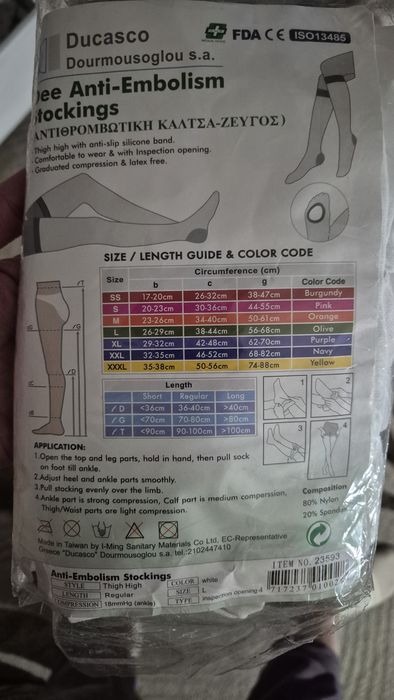 Ducasco
Dourmousoglou s.a.
FDA CE ISO13485
Dee Anti-Embolism
Stockings
(ΑΝΤΙΘΡΟΜΒΩΤΙΚΗ ΚΑΛΤΣΑ-ΖΕΥΓΟΣ)
- Thigh high with anti-slip silicone band.
- Comfortable to wear & with Inspection opening.
- Graduated compression & latex free.
SIZE / LENGTH GUIDE & COLOR CODE
Size Circumference (cm) Color Code
b c g
SS 17-20cm 26-32cm 38-47cm Burgundy
S 20-23cm 30-36cm 44-55cm Pink
M 23-26cm 34-40cm 50-61cm Orange
L 26-29cm 38-44cm 56-68cm Olive
XL 29-32cm 42-48cm 62-70cm Purple
XXL 32-35cm 46-52cm 68-82cm Navy
XXXL 35-38cm 50-56cm 74-88cm Yellow
Length
Short Regular Long
/ D <36cm 36-40cm >40cm
/ G <70cm 70-80cm >80cm
/ T <90cm 90-100cm >100cm
1 2
3 4
APPLICATION:
1.Open the top and leg parts, hold in hand, then pull sock
on foot till ankle.
2.Adjust heel and ankle parts smoothly.
3.Pull stocking evenly over the limb.
4.Ankle part is strong compression, Calf part is medium comperssion,
Thigh/Waist parts are light compression.
Composition
80% Nylon
20% Spandex
Made in Taiwan by I-Ming Sanitary Materials Co Ltd, EC-Representative
Greece "Ducasco" Dourmousoglou s.a. tel.:2102447410
ITEM NO. 23593
Anti-Embolism Stockings
STYLE Thigh High
LENGTH Regular
COMPRESSION 18mmHg (ankle)
COLOR white
SIZE L
TYPE inspection opening-4